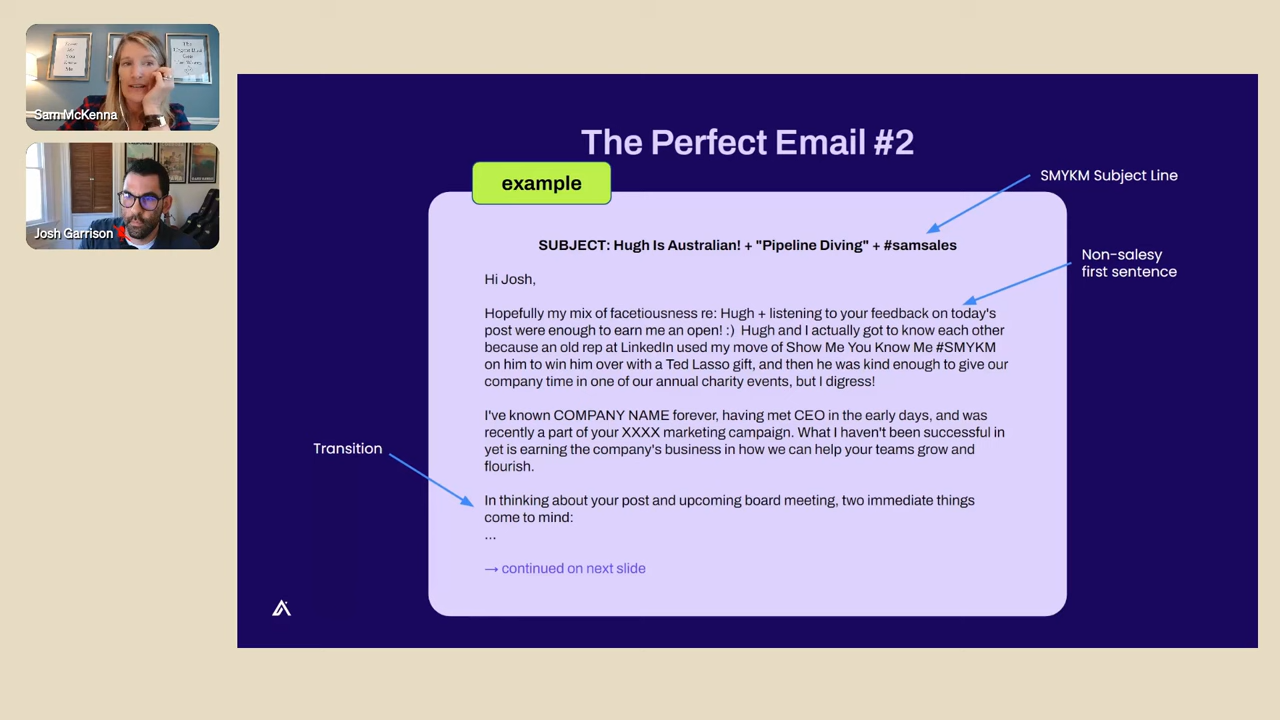 Sam McKenna
Josh Garrison
The Perfect Email #2
example
SMYKM Subject Line
SUBJECT: Hugh Is Australian! + "Pipeline Diving" + #samsales
Non-salesy
first sentence
Hi Josh,
Hopefully my mix of facetiousness re: Hugh + listening to your feedback on today's
post were enough to earn me an open! :)  Hugh and I actually got to know each other
because an old rep at LinkedIn used my move of Show Me You Know Me #SMYKM
on him to win him over with a Ted Lasso gift, and then he was kind enough to give our
company time in one of our annual charity events, but I digress!
I've known COMPANY NAME forever, having met CEO in the early days, and was
recently a part of your XXXX marketing campaign. What I haven't been successful in
yet is earning the company's business in how we can help your teams grow and
flourish.
Transition
In thinking about your post and upcoming board meeting, two immediate things
come to mind:
...
→ continued on next slide